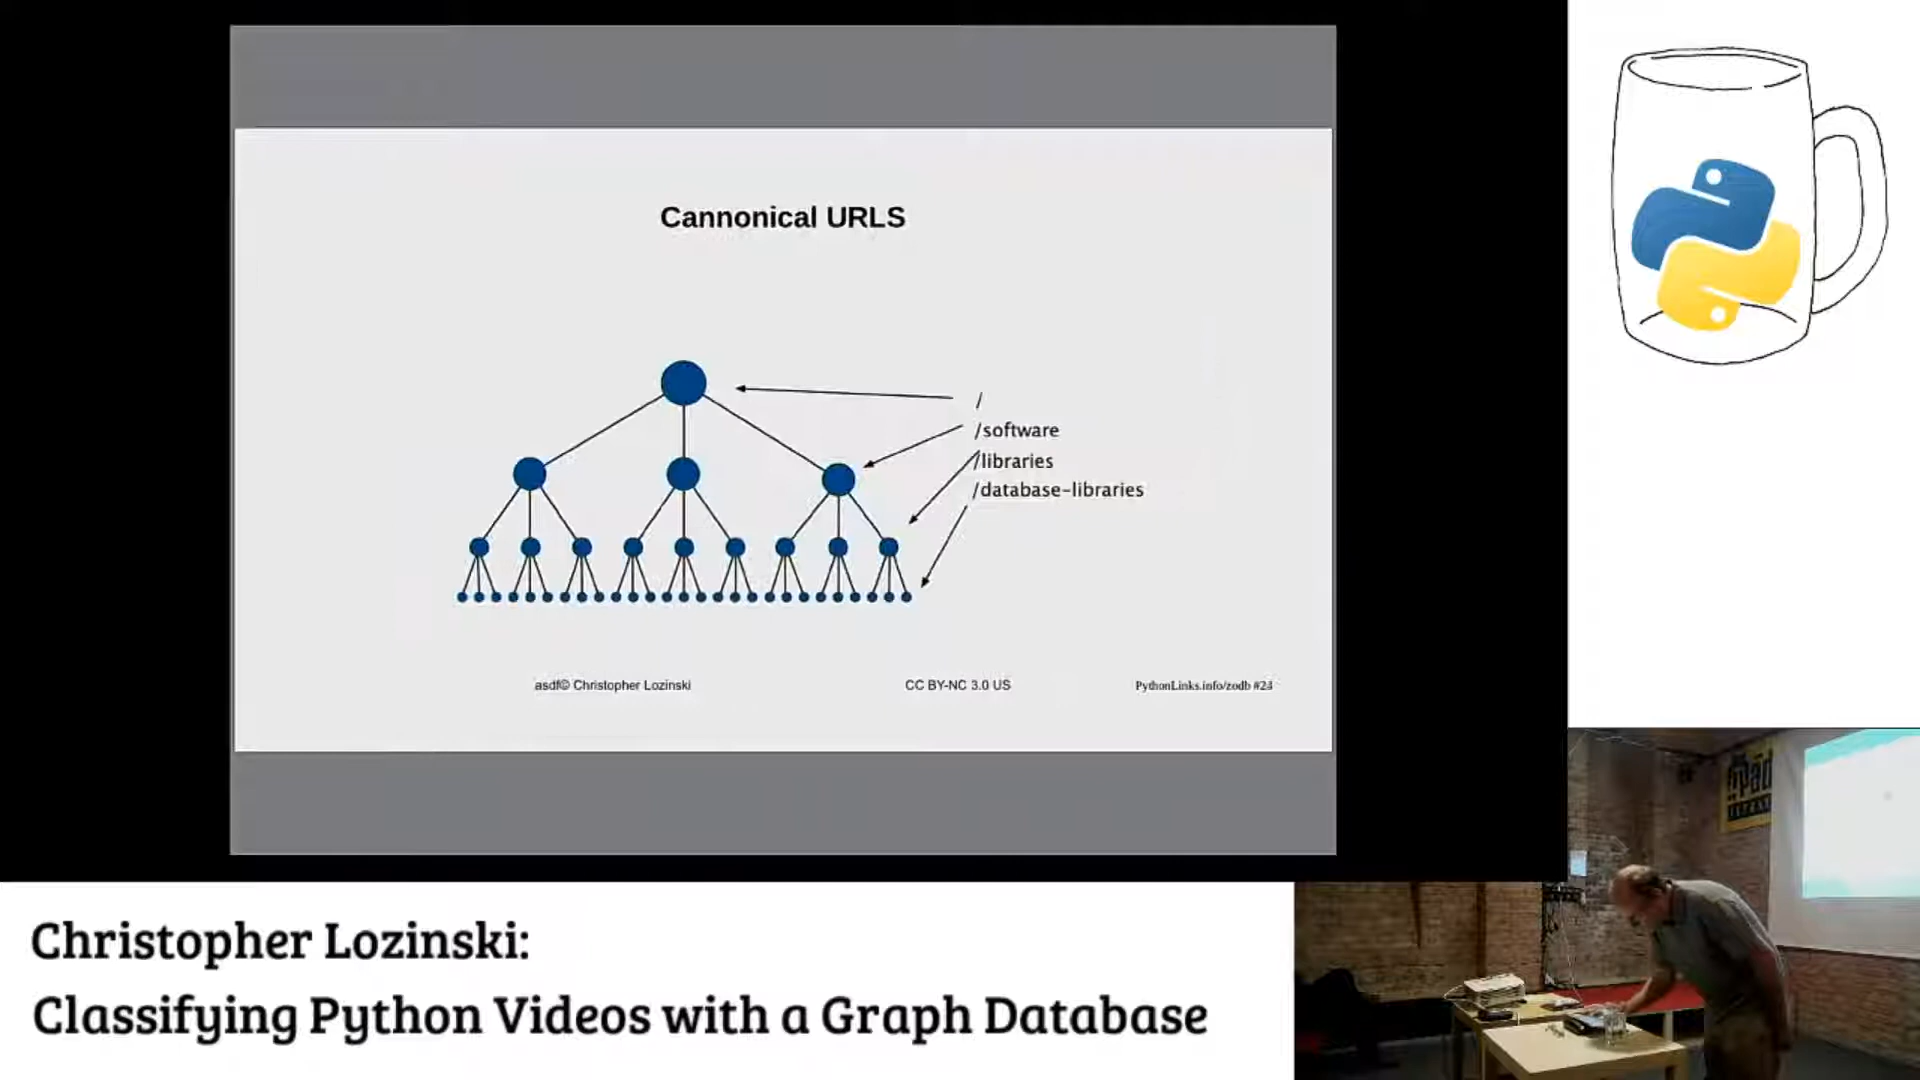 Cannonical URLS
/
/software
/libraries
/database-libraries
asdf© Christopher Lozinski
CC BY-NC 3.0 US
PythonLinks.info/zodb #24
Christopher Lozinski:
Classifying Python Videos with a Graph Database